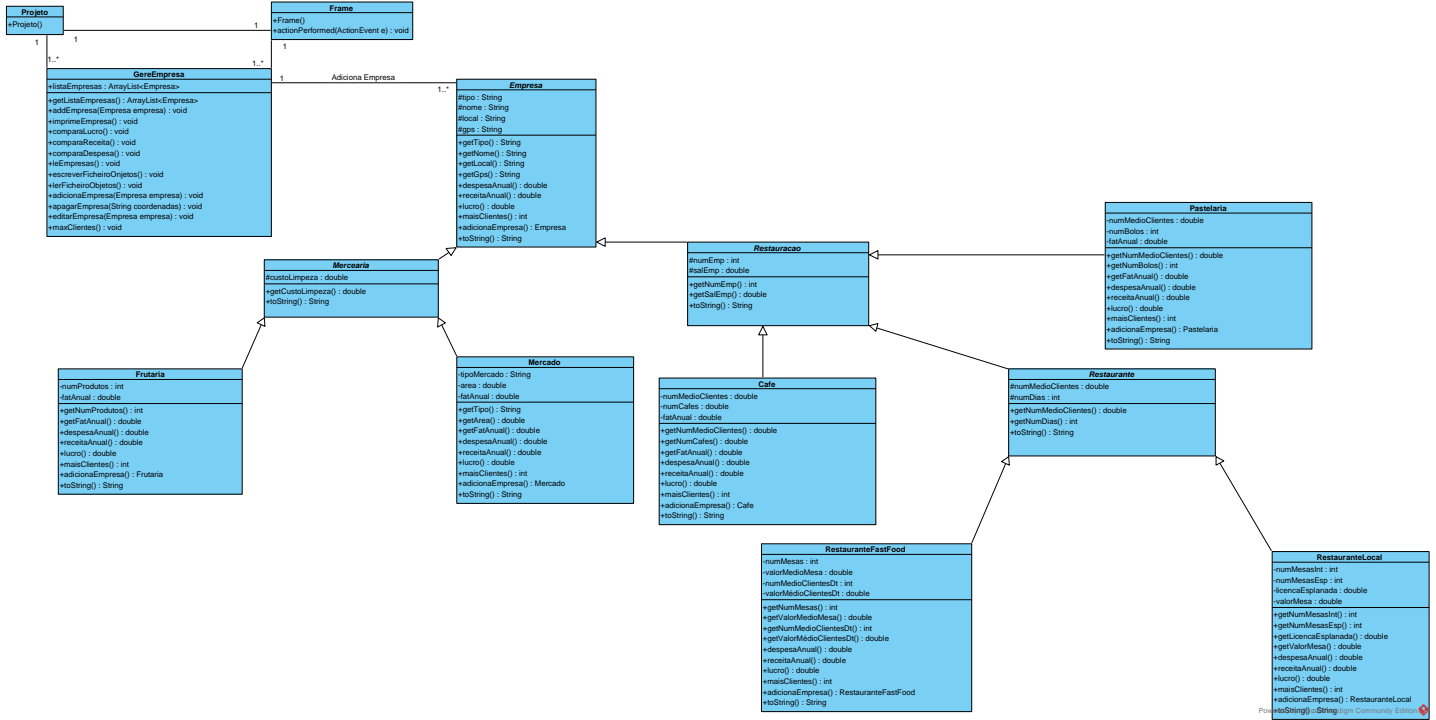 Projeto
+Projeto()
Frame
+Frame()
+actionPerformed(ActionEvent e) : void
1
1
1
1..*
1
1..*
GereEmpresa
+listaEmpresas : ArrayList<Empresa>
+getListaEmpresas() : ArrayList<Empresa>
+addEmpresa(Empresa empresa) : void
+imprimeEmpresa() : void
+comparaLucro() : void
+comparaReceita() : void
+comparaDespesa() : void
+leEmpresas() : void
+escreverFicheiroOnjetos() : void
+lerFicheiroObjetos() : void
+adicionaEmpresa(Empresa empresa) : void
+apagarEmpresa(String coordenadas) : void
+editarEmpresa(Empresa empresa) : void
+maxClientes() : void
1
Adiciona Empresa
1..*
Empresa
#tipo : String
#nome : String
#local : String
#gps : String
+getTipo() : String
+getNome() : String
+getLocal() : String
+getGps() : String
+despesaAnual() : double
+receitaAnual() : double
+lucro() : double
+maisClientes() : int
+adicionaEmpresa() : Empresa
+toString() : String
Mercearia
#custoLimpeza : double
+getCustoLimpeza() : double
+toString() : String
Restauracao
#numEmp : int
#salEmp : double
+getNumEmp() : int
+getSalEmp() : double
+toString() : String
Pastelaria
-numMedioClientes : double
-numBolos : int
-fatAnual : double
+getNumMedioClientes() : double
+getNumBolos() : int
+getFatAnual() : double
+despesaAnual() : double
+receitaAnual() : double
+lucro() : double
+maisClientes() : int
+adicionaEmpresa() : Pastelaria
+toString() : String
Frutaria
-numProdutos : int
-fatAnual : double
+getNumProdutos() : int
+getFatAnual() : double
+despesaAnual() : double
+receitaAnual() : double
+lucro() : double
+maisClientes() : int
+adicionaEmpresa() : Frutaria
+toString() : String
Mercado
-tipoMercado : String
-area : double
-fatAnual : double
+getTipo() : String
+getArea() : double
+getFatAnual() : double
+despesaAnual() : double
+receitaAnual() : double
+lucro() : double
+maisClientes() : int
+adicionaEmpresa() : Mercado
+toString() : String
Cafe
-numMedioClientes : double
-numCafes : double
-fatAnual : double
+getNumMedioClientes() : double
+getNumCafes() : double
+getFatAnual() : double
+despesaAnual() : double
+receitaAnual() : double
+lucro() : double
+maisClientes() : int
+adicionaEmpresa() : Cafe
+toString() : String
Restaurante
#numMedioClientes : double
#numDias : int
+getNumMedioClientes() : double
+getNumDias() : int
+toString() : String
RestauranteFastFood
-numMesas : int
-valorMedioMesa : double
-numMedioClientesDt : int
-valorMédioClientesDt : double
+getNumMesas() : int
+getValorMedioMesa() : double
+getNumMedioClientesDt() : int
+getValorMédioClientesDt() : double
+despesaAnual() : double
+receitaAnual() : double
+lucro() : double
+maisClientes() : int
+adicionaEmpresa() : RestauranteFastFood
+toString() : String
RestauranteLocal
-numMesasInt : int
-numMesasEsp : int
-licencaEsplanada : double
-valorMesa : double
+getNumMesasInt() : int
+getNumMesasEsp() : int
+getLicencaEsplanada() : double
+getValorMesa() : double
+despesaAnual() : double
+receitaAnual() : double
+lucro() : double
+maisClientes() : int
+adicionaEmpresa() : RestauranteLocal
+toString() : String
Community Edition